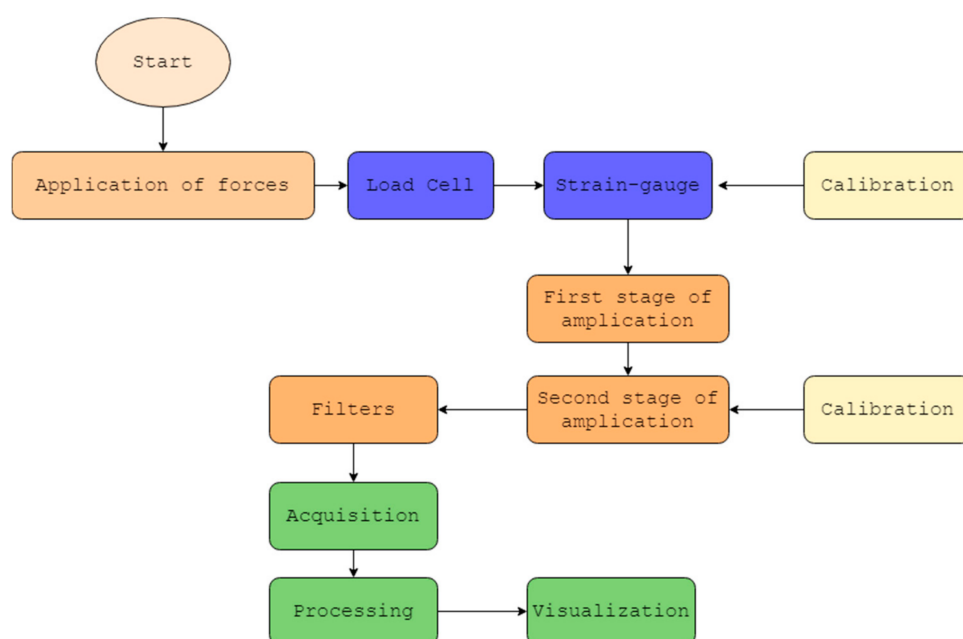 Start
Application of forces
Load Cell
Strain-gauge
Calibration
First stage of
amplication
Filters
Second stage of
amplication
Calibration
Acquisition
Processing
Visualization